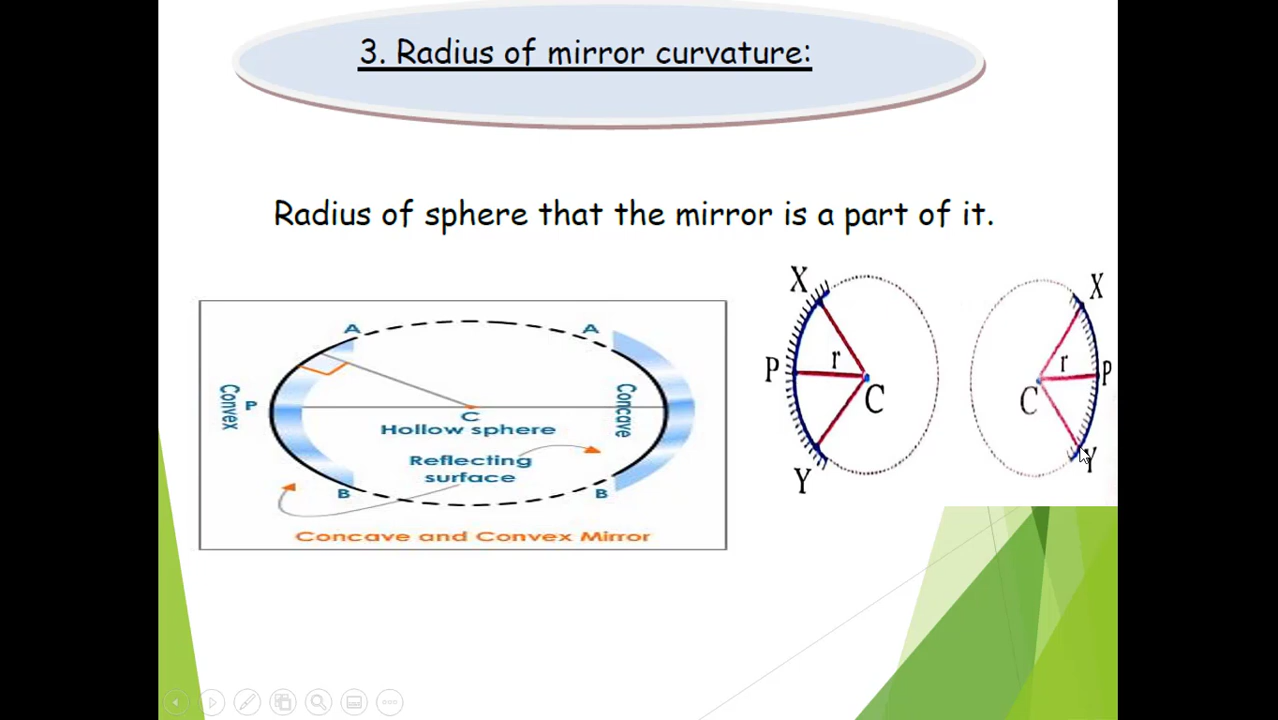 3. Radius of mirror curvature:
Radius of sphere that the mirror is a part of it.
A
A
Convex
P
C
Concave
Hollow sphere
Reflecting
surface
B
B
Concave and Convex Mirror
X
P
r
C
Y
X
r
P
C
Y